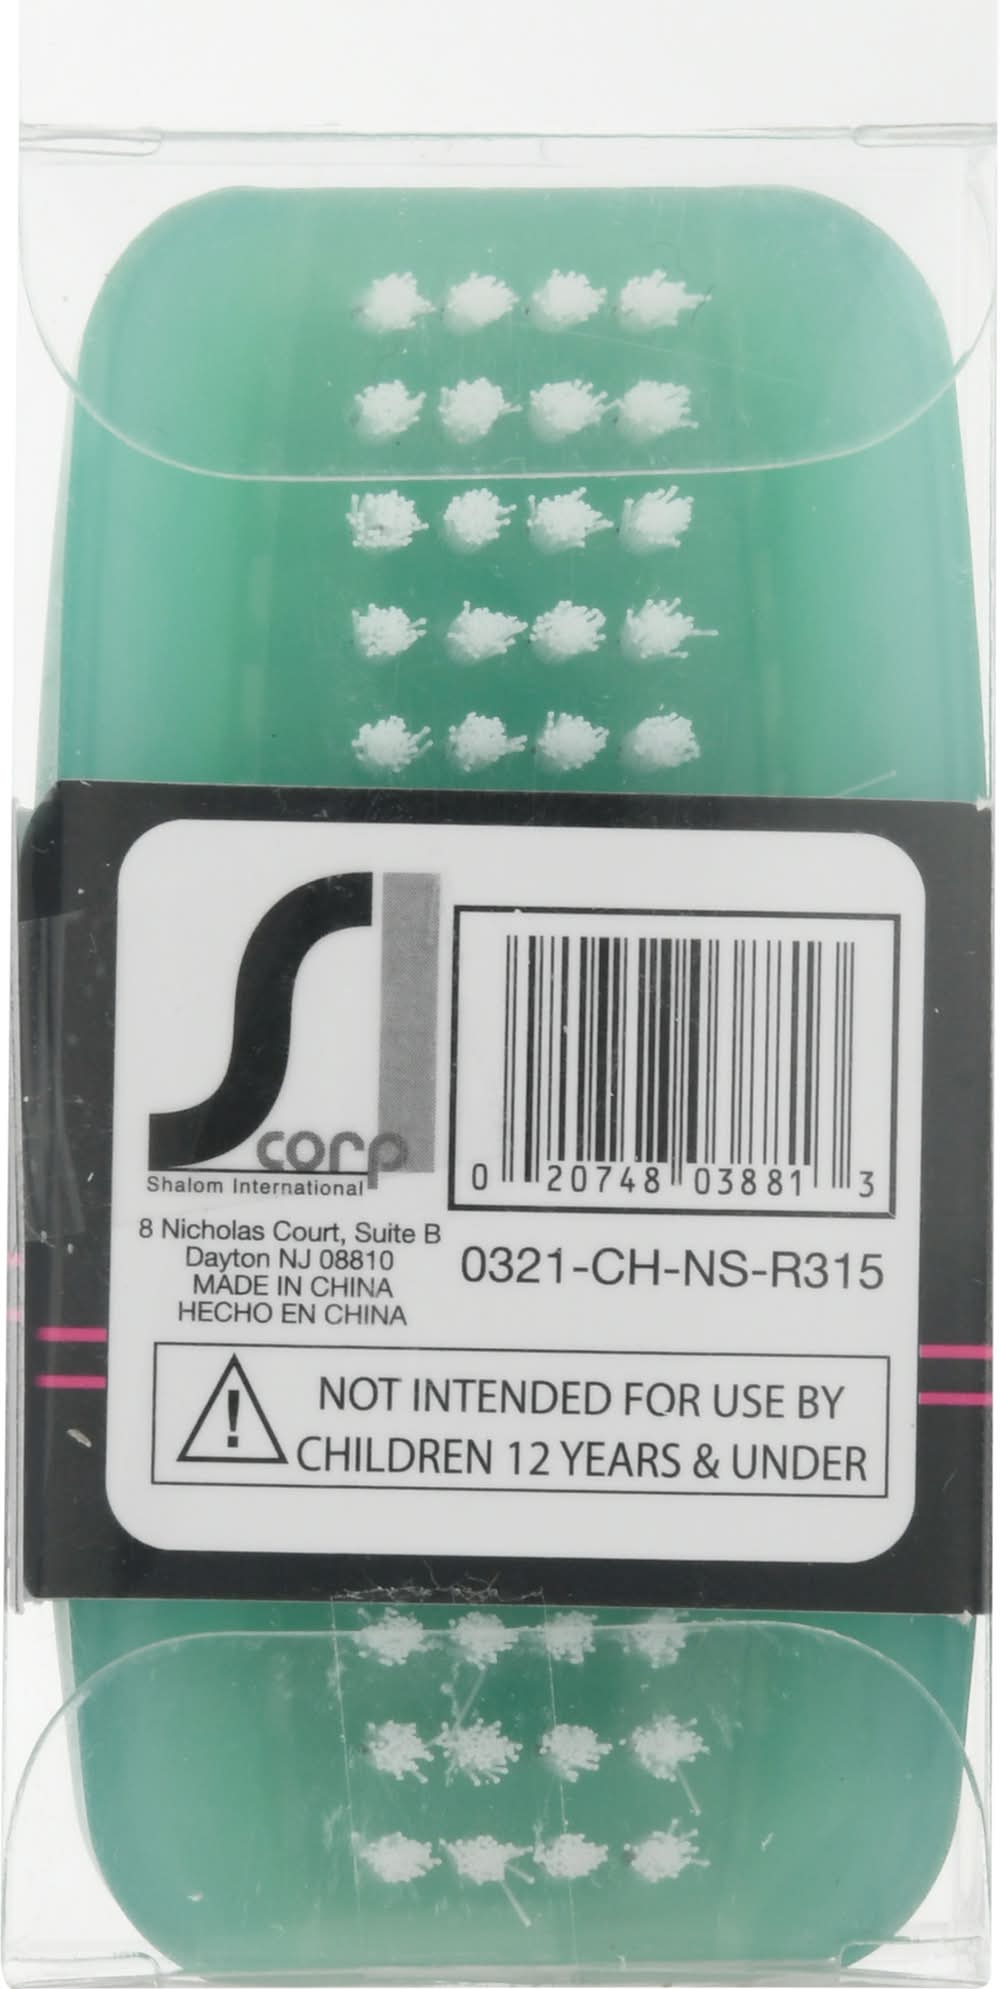 S
corp
Shalom International
8 Nicholas Court, Suite B
Dayton NJ 08810
MADE IN CHINA
HECHO EN CHINA
0 20748 03881 3
0321-CH-NS-R315
! NOT INTENDED FOR USE BY
CHILDREN 12 YEARS & UNDER